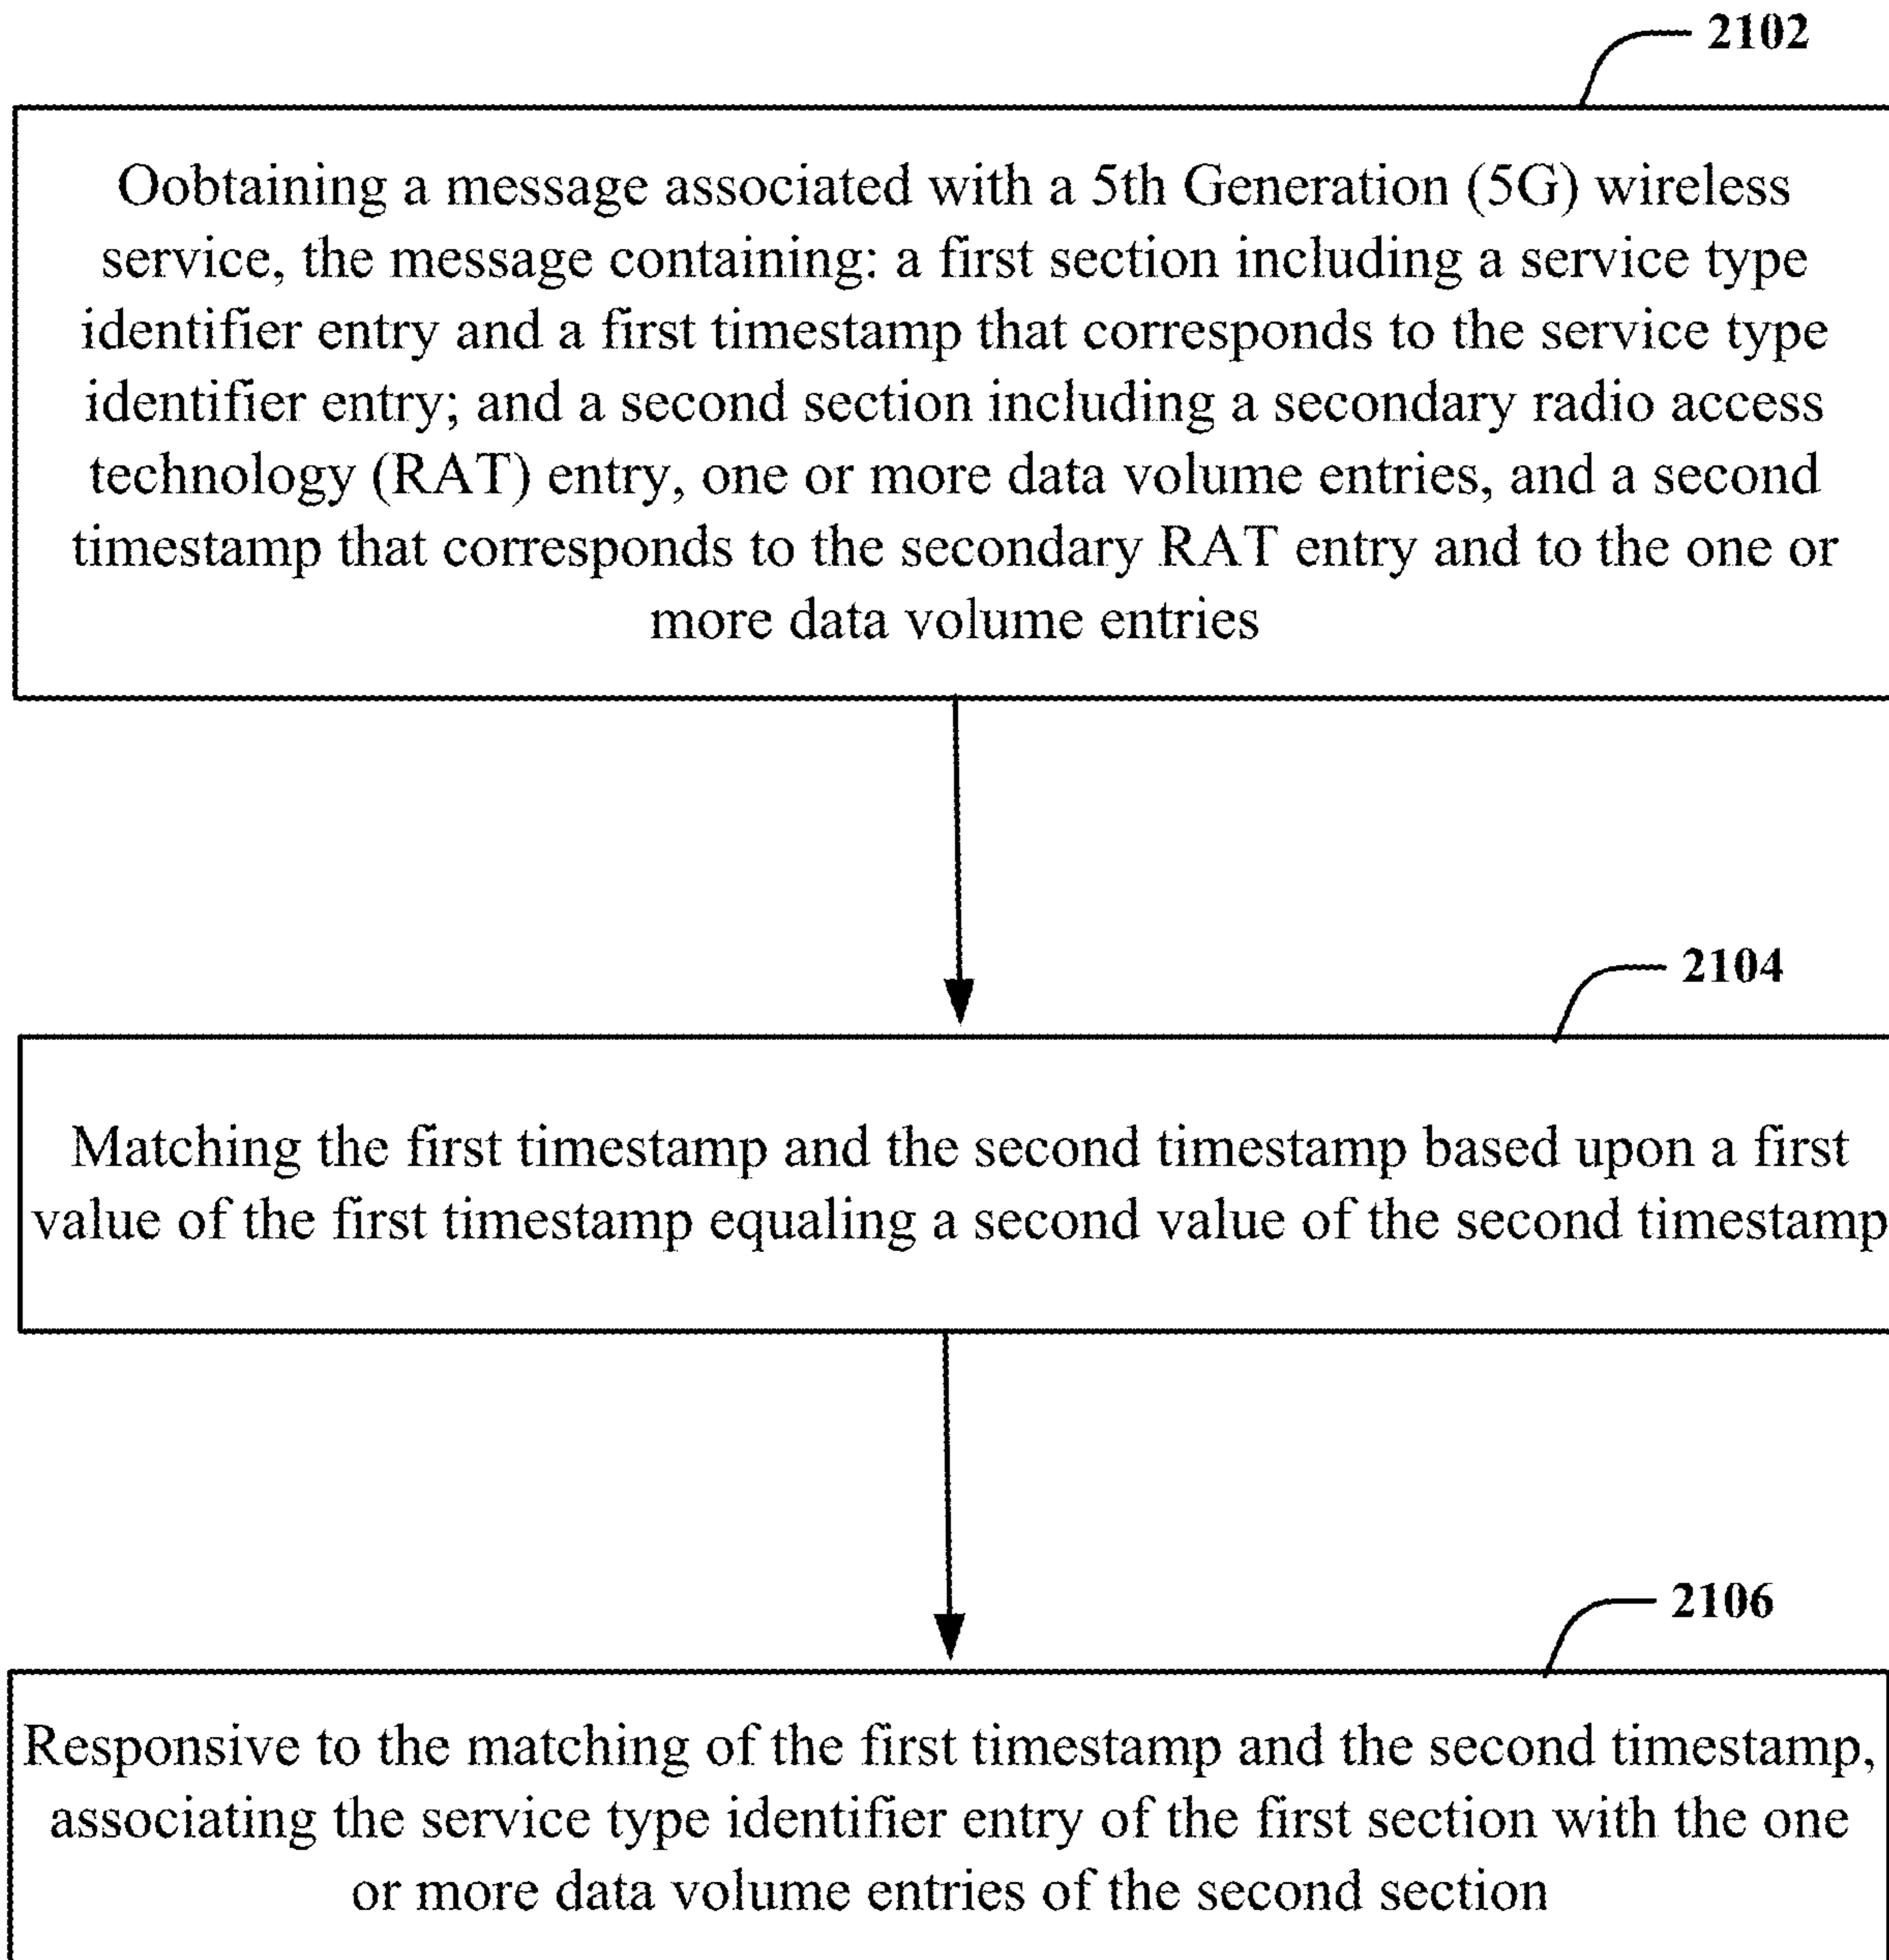 2102
Oobtaining a message associated with a 5th Generation (5G) wireless
service, the message containing: a first section including a service type
identifier entry and a first timestamp that corresponds to the service type
identifier entry; and a second section including a secondary radio access
technology (RAT) entry, one or more data volume entries, and a second
timestamp that corresponds to the secondary RAT entry and to the one or
more data volume entries
2104
Matching the first timestamp and the second timestamp based upon a first
value of the first timestamp equaling a second value of the second timestamp
2106
Responsive to the matching of the first timestamp and the second timestamp,
associating the service type identifier entry of the first section with the one
or more data volume entries of the second section